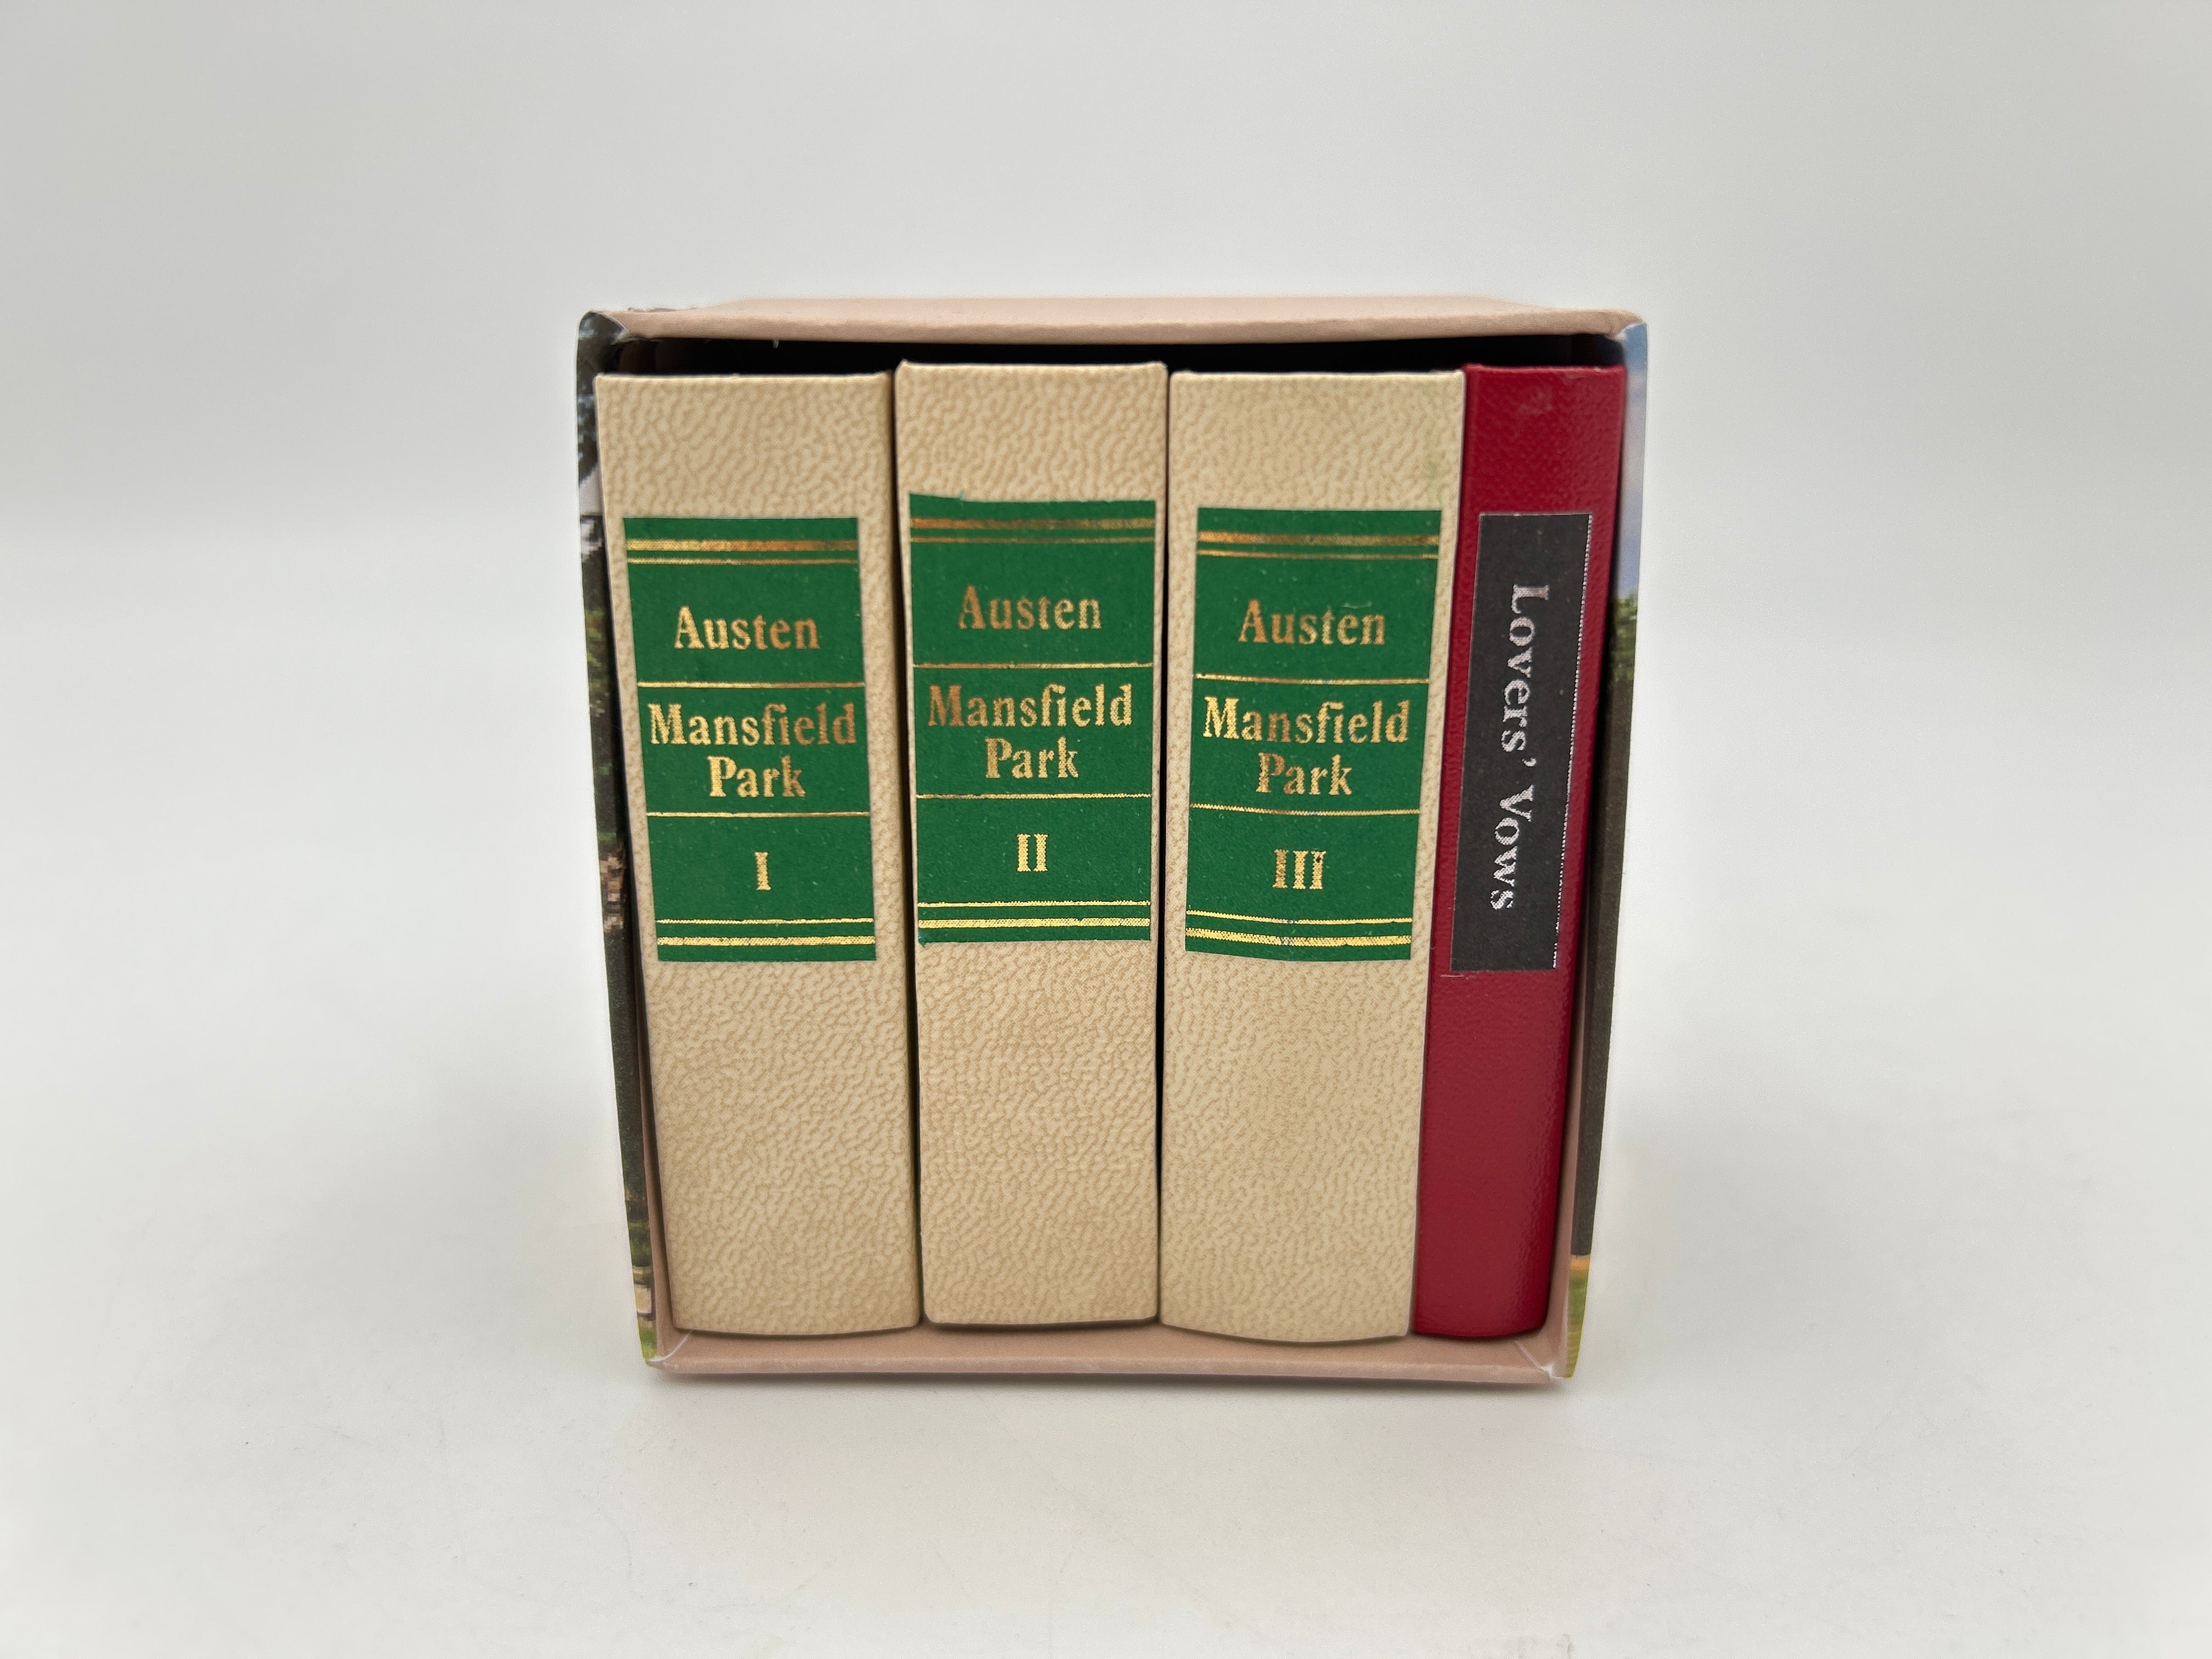 Austen
Mansfield
Park
I
Austen
Mansfield
Park
II
Austen
Mansfield
Park
III
Lovers' Vows